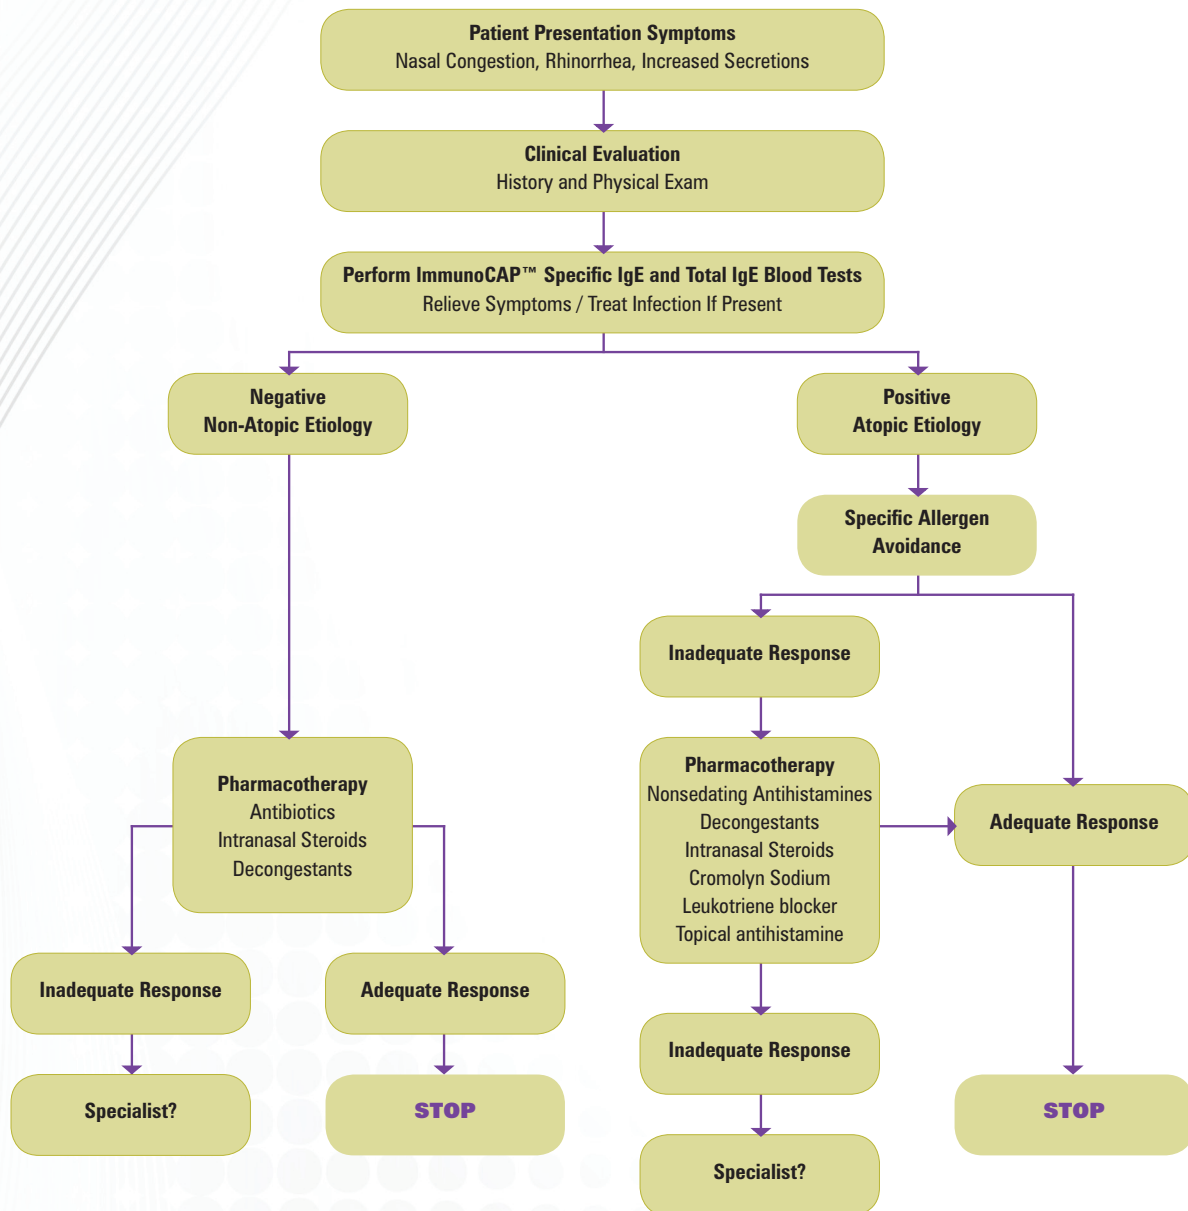 Patient Presentation Symptoms
Nasal Congestion, Rhinorrhea, Increased Secretions
Clinical Evaluation
History and Physical Exam
Perform ImmunoCAP™ Specific IgE and Total IgE Blood Tests
Relieve Symptoms / Treat Infection If Present
Negative
Non-Atopic Etiology
Positive
Atopic Etiology
Specific Allergen
Avoidance
Inadequate Response
Pharmacotherapy
Antibiotics
Intranasal Steroids
Decongestants
Pharmacotherapy
Nonsedating Antihistamines
Decongestants
Intranasal Steroids
Cromolyn Sodium
Leukotriene blocker
Topical antihistamine
Adequate Response
Inadequate Response
Adequate Response
Inadequate Response
Specialist?
STOP
STOP
Specialist?